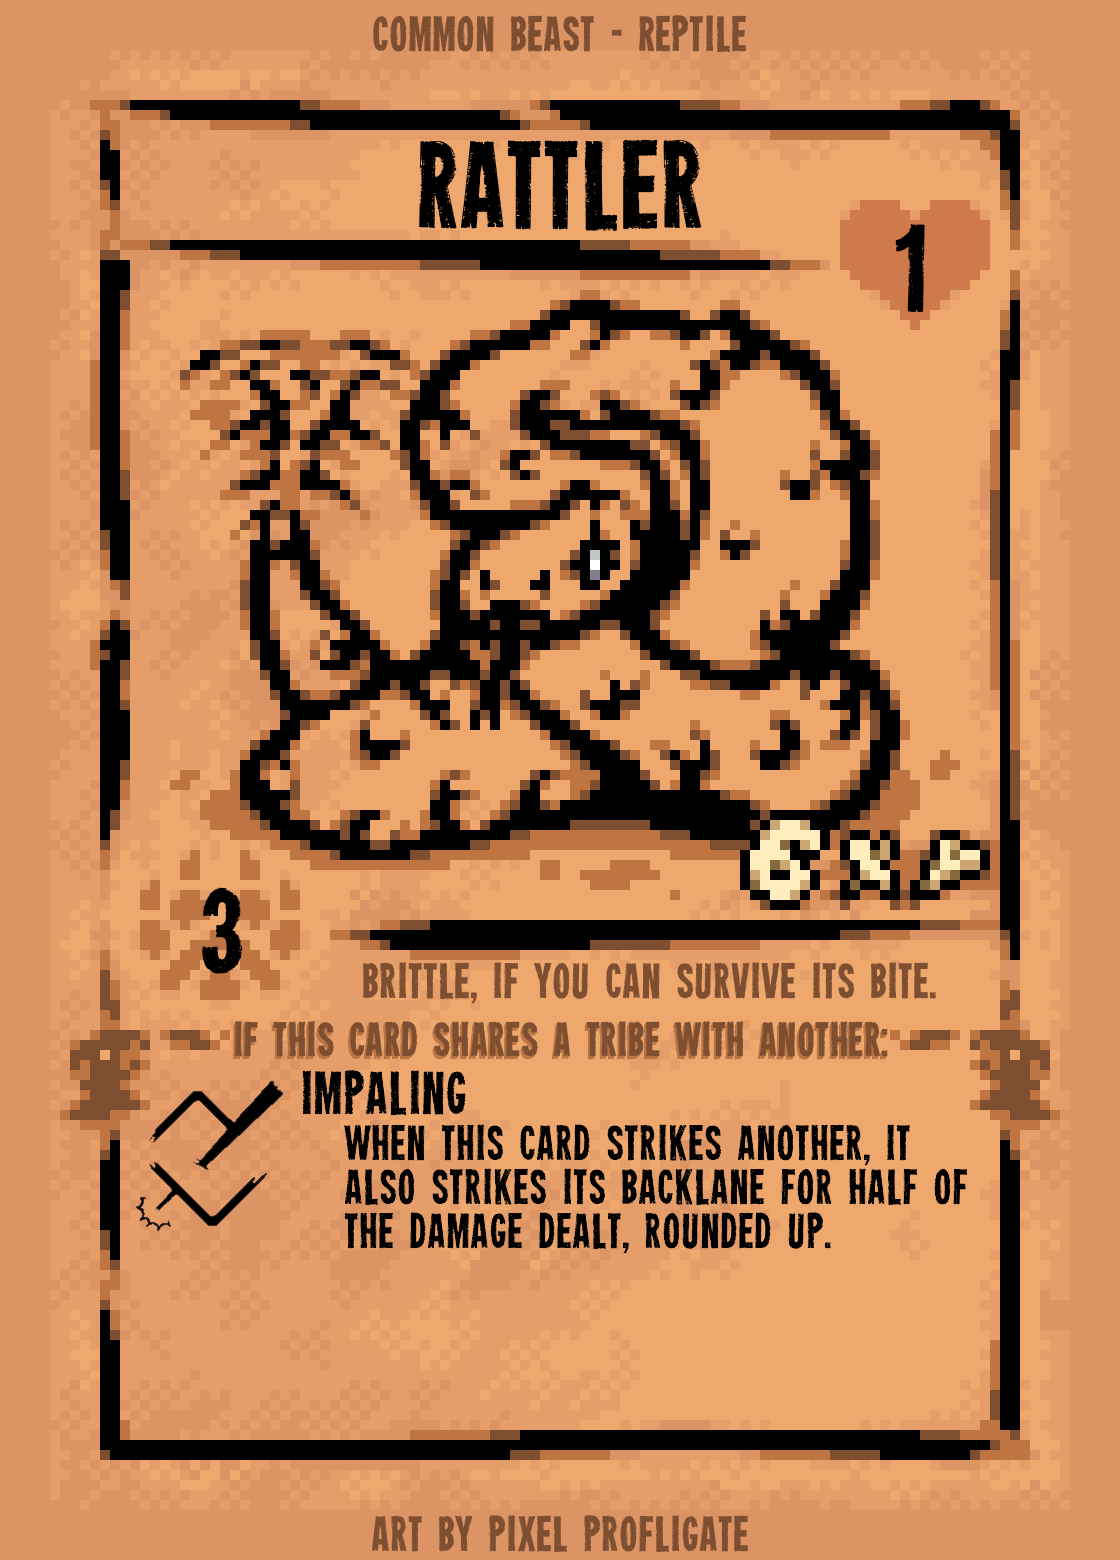 COMMON BEAST - REPTILE
RATTLER
1
6 X
3
BRITTLE, IF YOU CAN SURVIVE ITS BITE.
IF THIS CARD SHARES A TRIBE WITH ANOTHER:
IMPALING
WHEN THIS CARD STRIKES ANOTHER, IT
ALSO STRIKES ITS BACKLANE FOR HALF OF
THE DAMAGE DEALT, ROUNDED UP.
ART BY PIXEL PROFLIGATE